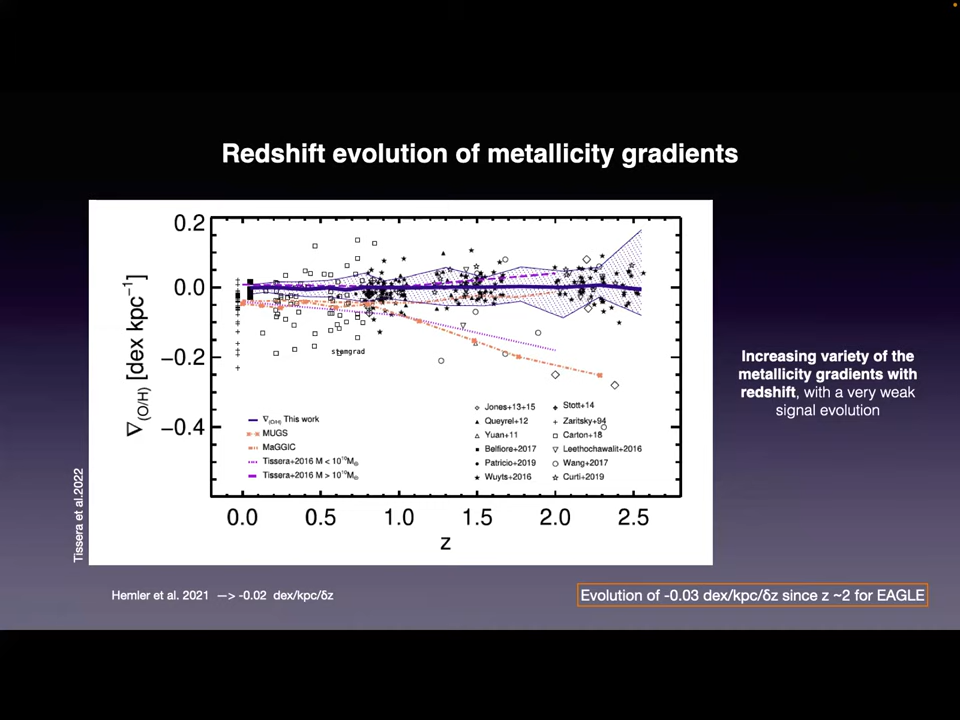 Redshift evolution of metallicity gradients
0.2
0.0
−0.2
−0.4
∇(O/H) [dex kpc⁻¹]
stamgrad
∇(O/H) This work
MUGS
MaGGIC
Tissera+2016 M < 10¹⁰M⊙
Tissera+2016 M > 10¹⁰M⊙
Jones+13+15
Queyrel+12
Yuan+11
Belfiore+2017
Patricio+2019
Wuyts+2016
Stott+14
Zaritsky+94
Carton+18
Leethochawalit+2016
Wang+2017
Curti+2019
0.0 0.5 1.0 1.5 2.0 2.5
z
Tissera et al.2022
Increasing variety of the
metallicity gradients with
redshift, with a very weak
signal evolution
Hemler et al. 2021 —> -0.02 dex/kpc/δz
Evolution of -0.03 dex/kpc/δz since z ~2 for EAGLE